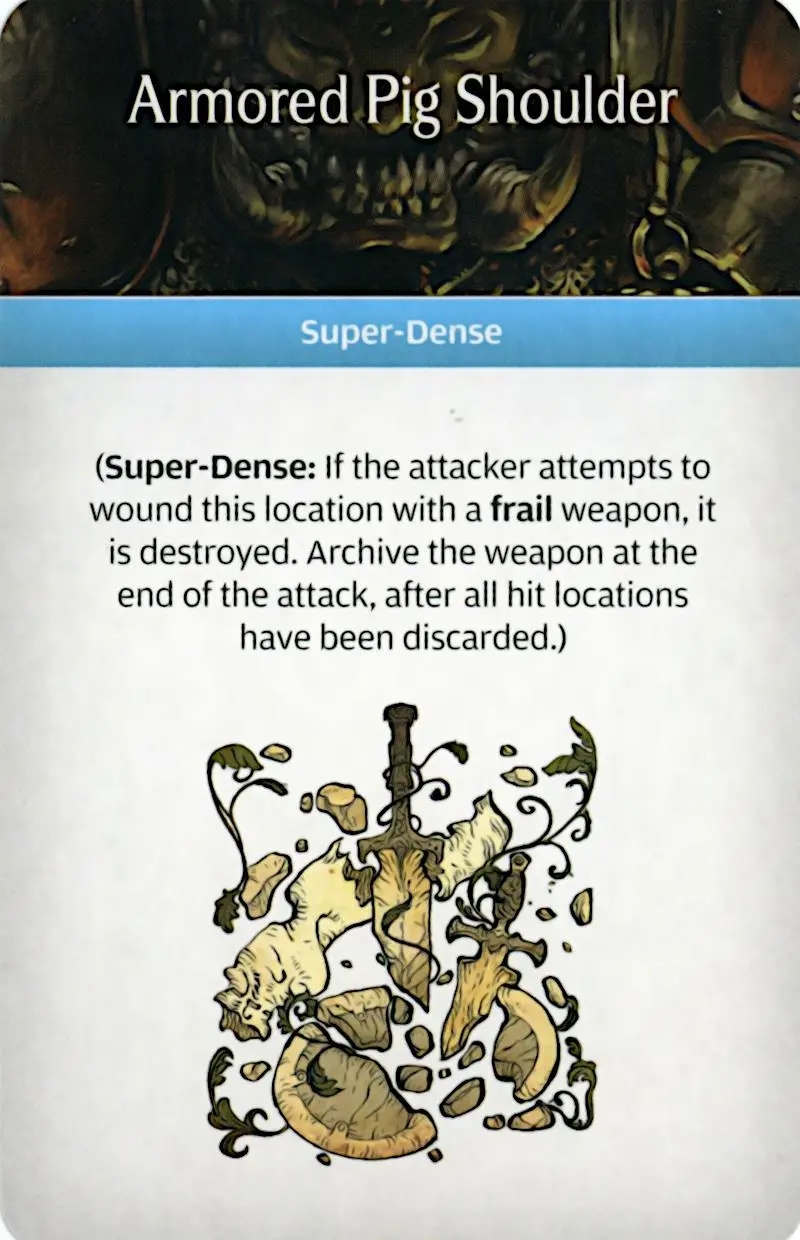 Armored Pig Shoulder
Super-Dense
(Super-Dense: If the attacker attempts to
wound this location with a frail weapon, it
is destroyed. Archive the weapon at the
end of the attack, after all hit locations
have been discarded.)